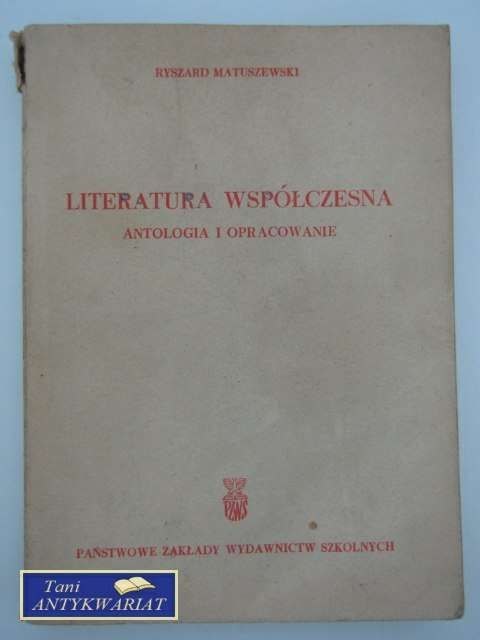 RYSZARD MATUSZEWSKI
LITERATURA WSPÓŁCZESNA
ANTOLOGIA I OPRACOWANIE
PZWS
PAŃSTWOWE ZAKŁADY WYDAWNICTW SZKOLNYCH
Tani
ANTYKWARIAT